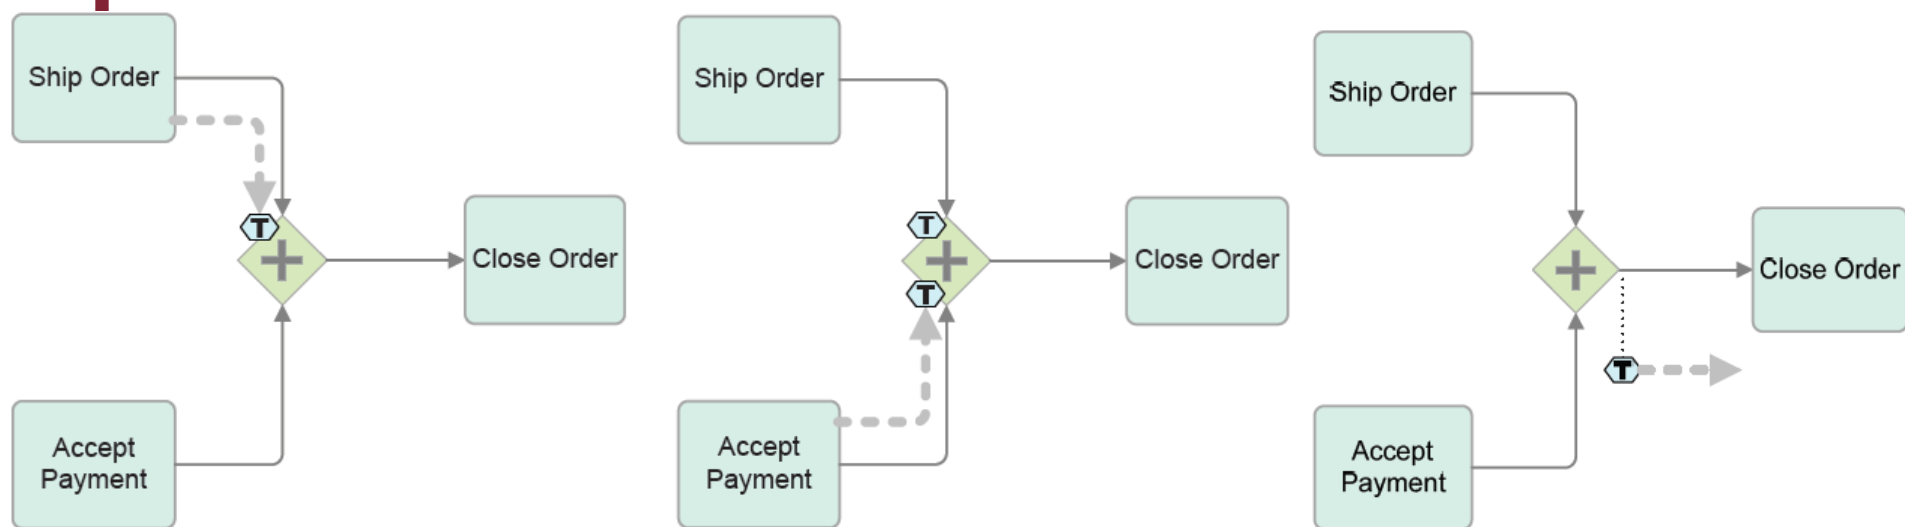 Ship Order
T
Close Order
Accept
Payment
Ship Order
T
T
Close Order
Accept
Payment
Ship Order
Close Order
T
Accept
Payment